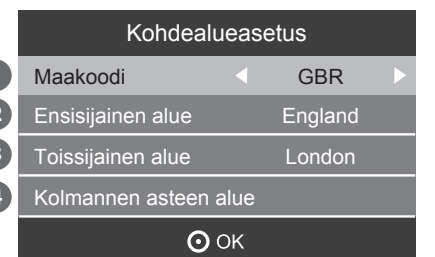 Kohdealueasetus
Maakoodi GBR
Ensisijainen alue England
Toissijainen alue London
Kolmannen asteen alue
OK